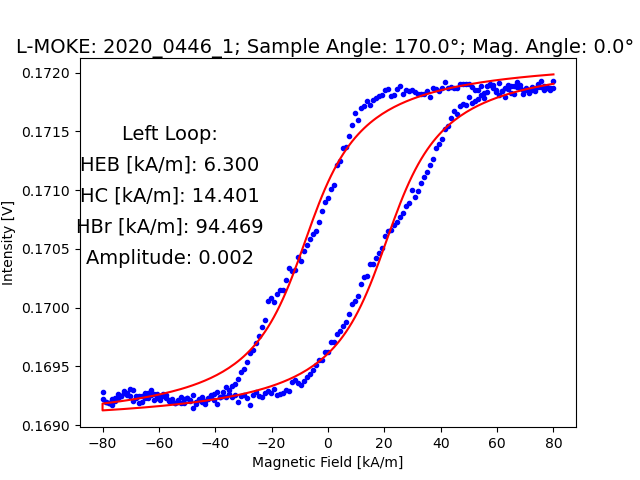 L-MOKE: 2020_0446_1; Sample Angle: 170.0°; Mag. Angle: 0.0°
0.1720
0.1715
0.1710
0.1705
0.1700
0.1695
0.1690
Intensity [V]
Left Loop:
HEB [kA/m]: 6.300
HC [kA/m]: 14.401
HBr [kA/m]: 94.469
Amplitude: 0.002
−80 −60 −40 −20 0 20 40 60 80
Magnetic Field [kA/m]